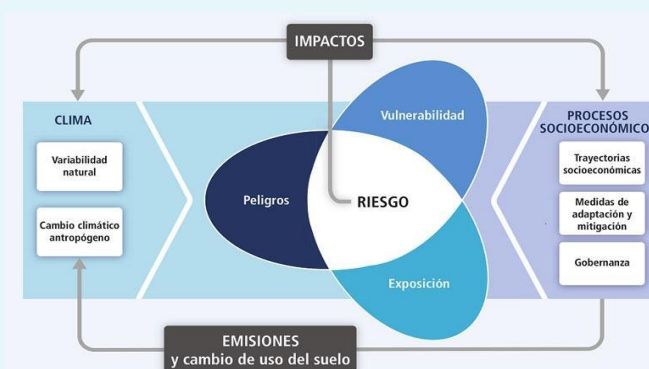 IMPACTOS
CLIMA
Variabilidad
natural
Cambio climático
antropógeno
Vulnerabilidad
Peligros
RIESGO
Exposición
PROCESOS
SOCIOECONÓMICO
Trayectorias
socioeconómicas
Medidas de
adaptación y
mitigación
Gobernanza
EMISIONES
y cambio de uso del suelo